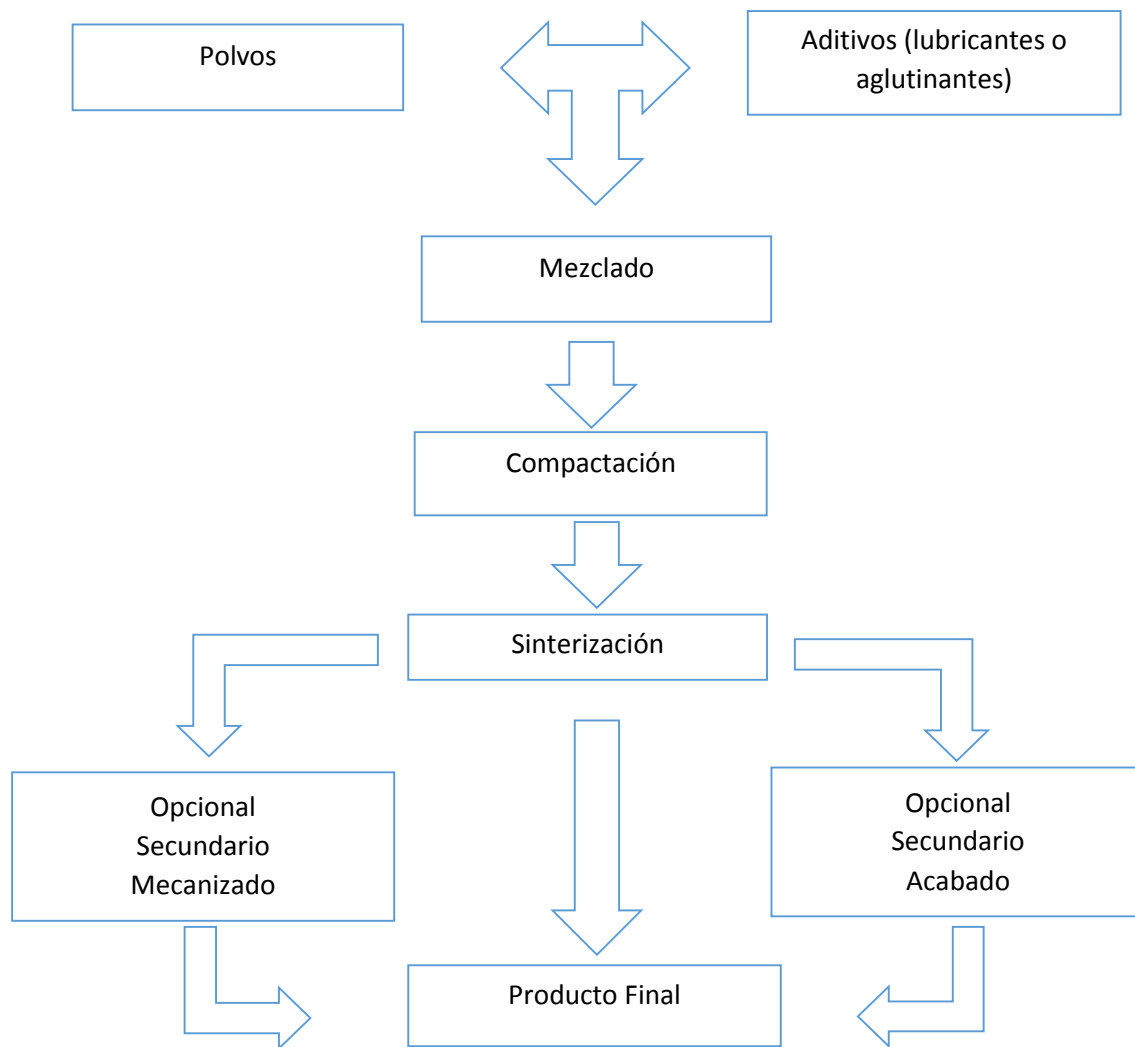 Polvos
Aditivos (lubricantes o
aglutinantes)
Mezclado
Compactación
Sinterización
Opcional
Secundario
Mecanizado
Opcional
Secundario
Acabado
Producto Final